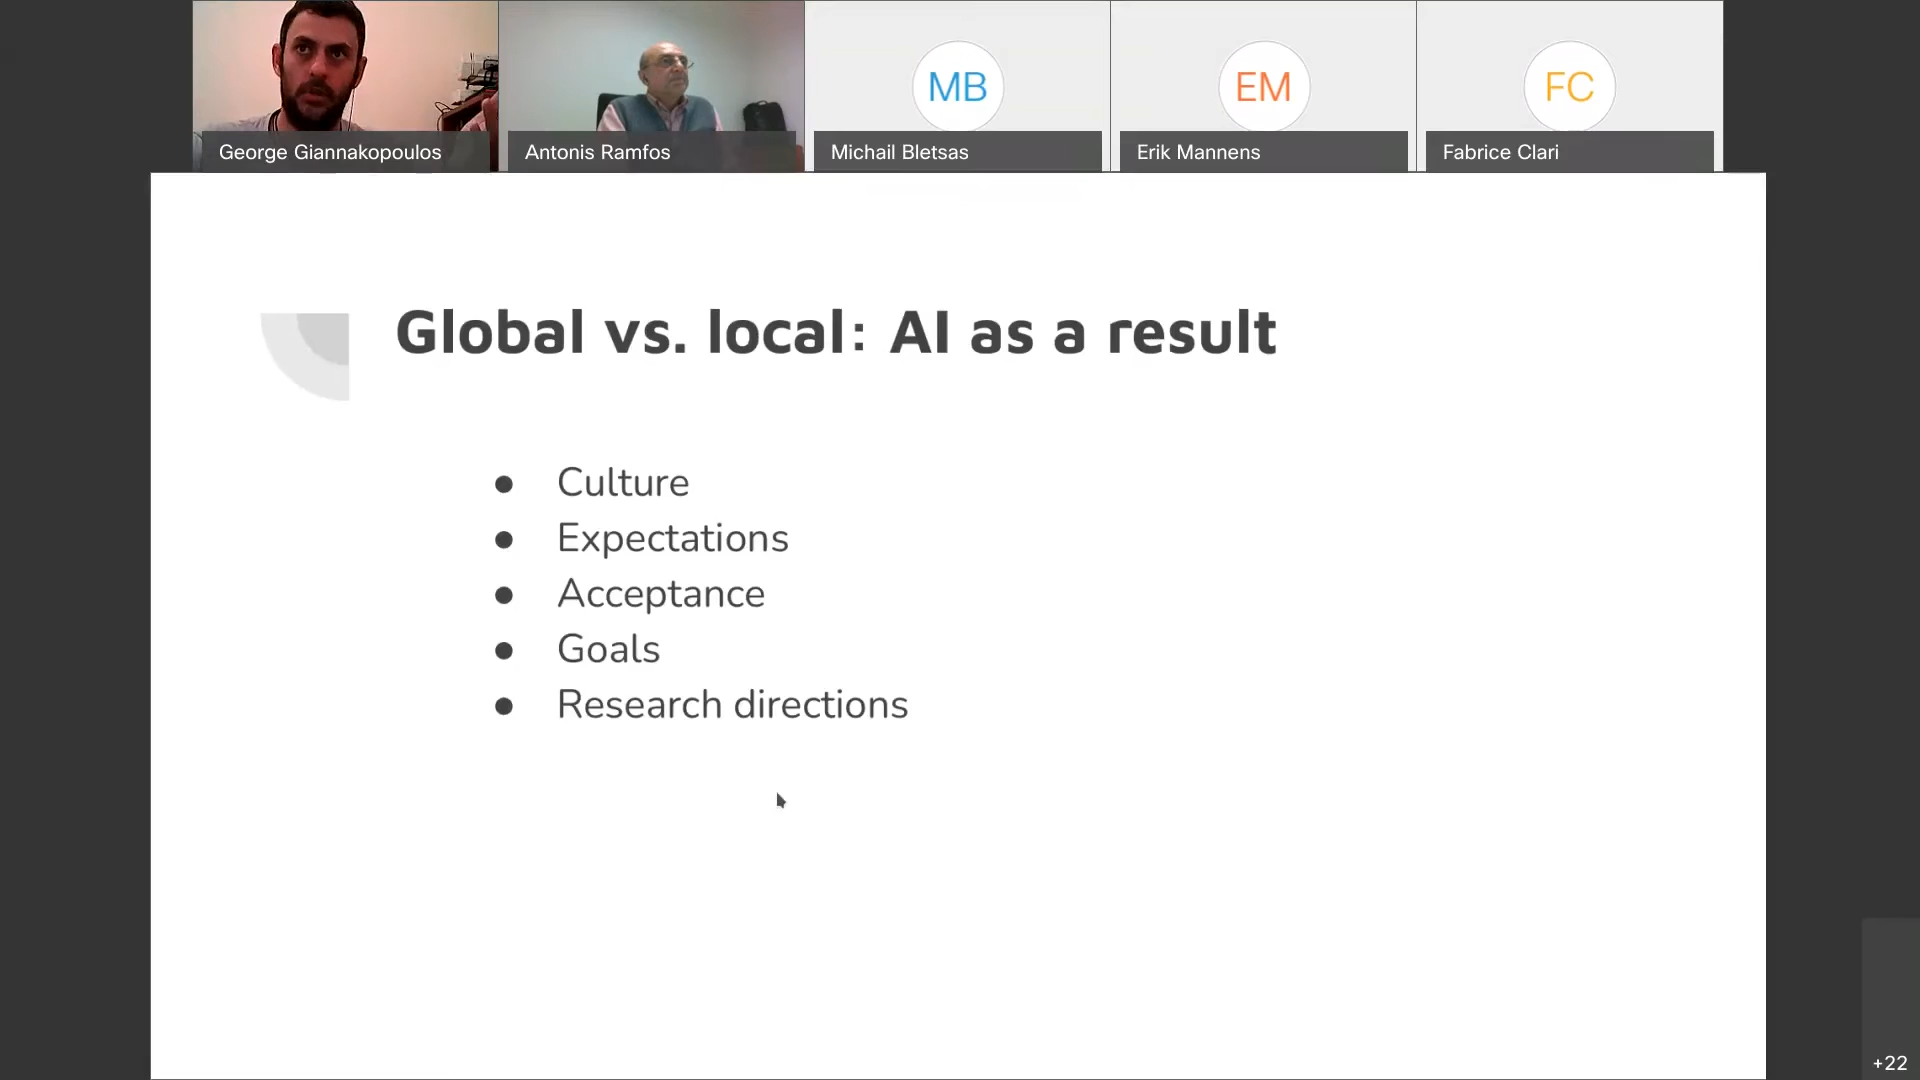 MB
EM
FC
George Giannakopoulos
Antonis Ramfos
Michail Bletsas
Erik Mannens
Fabrice Clari
Global vs. local: AI as a result
● Culture
● Expectations
● Acceptance
● Goals
● Research directions
+22